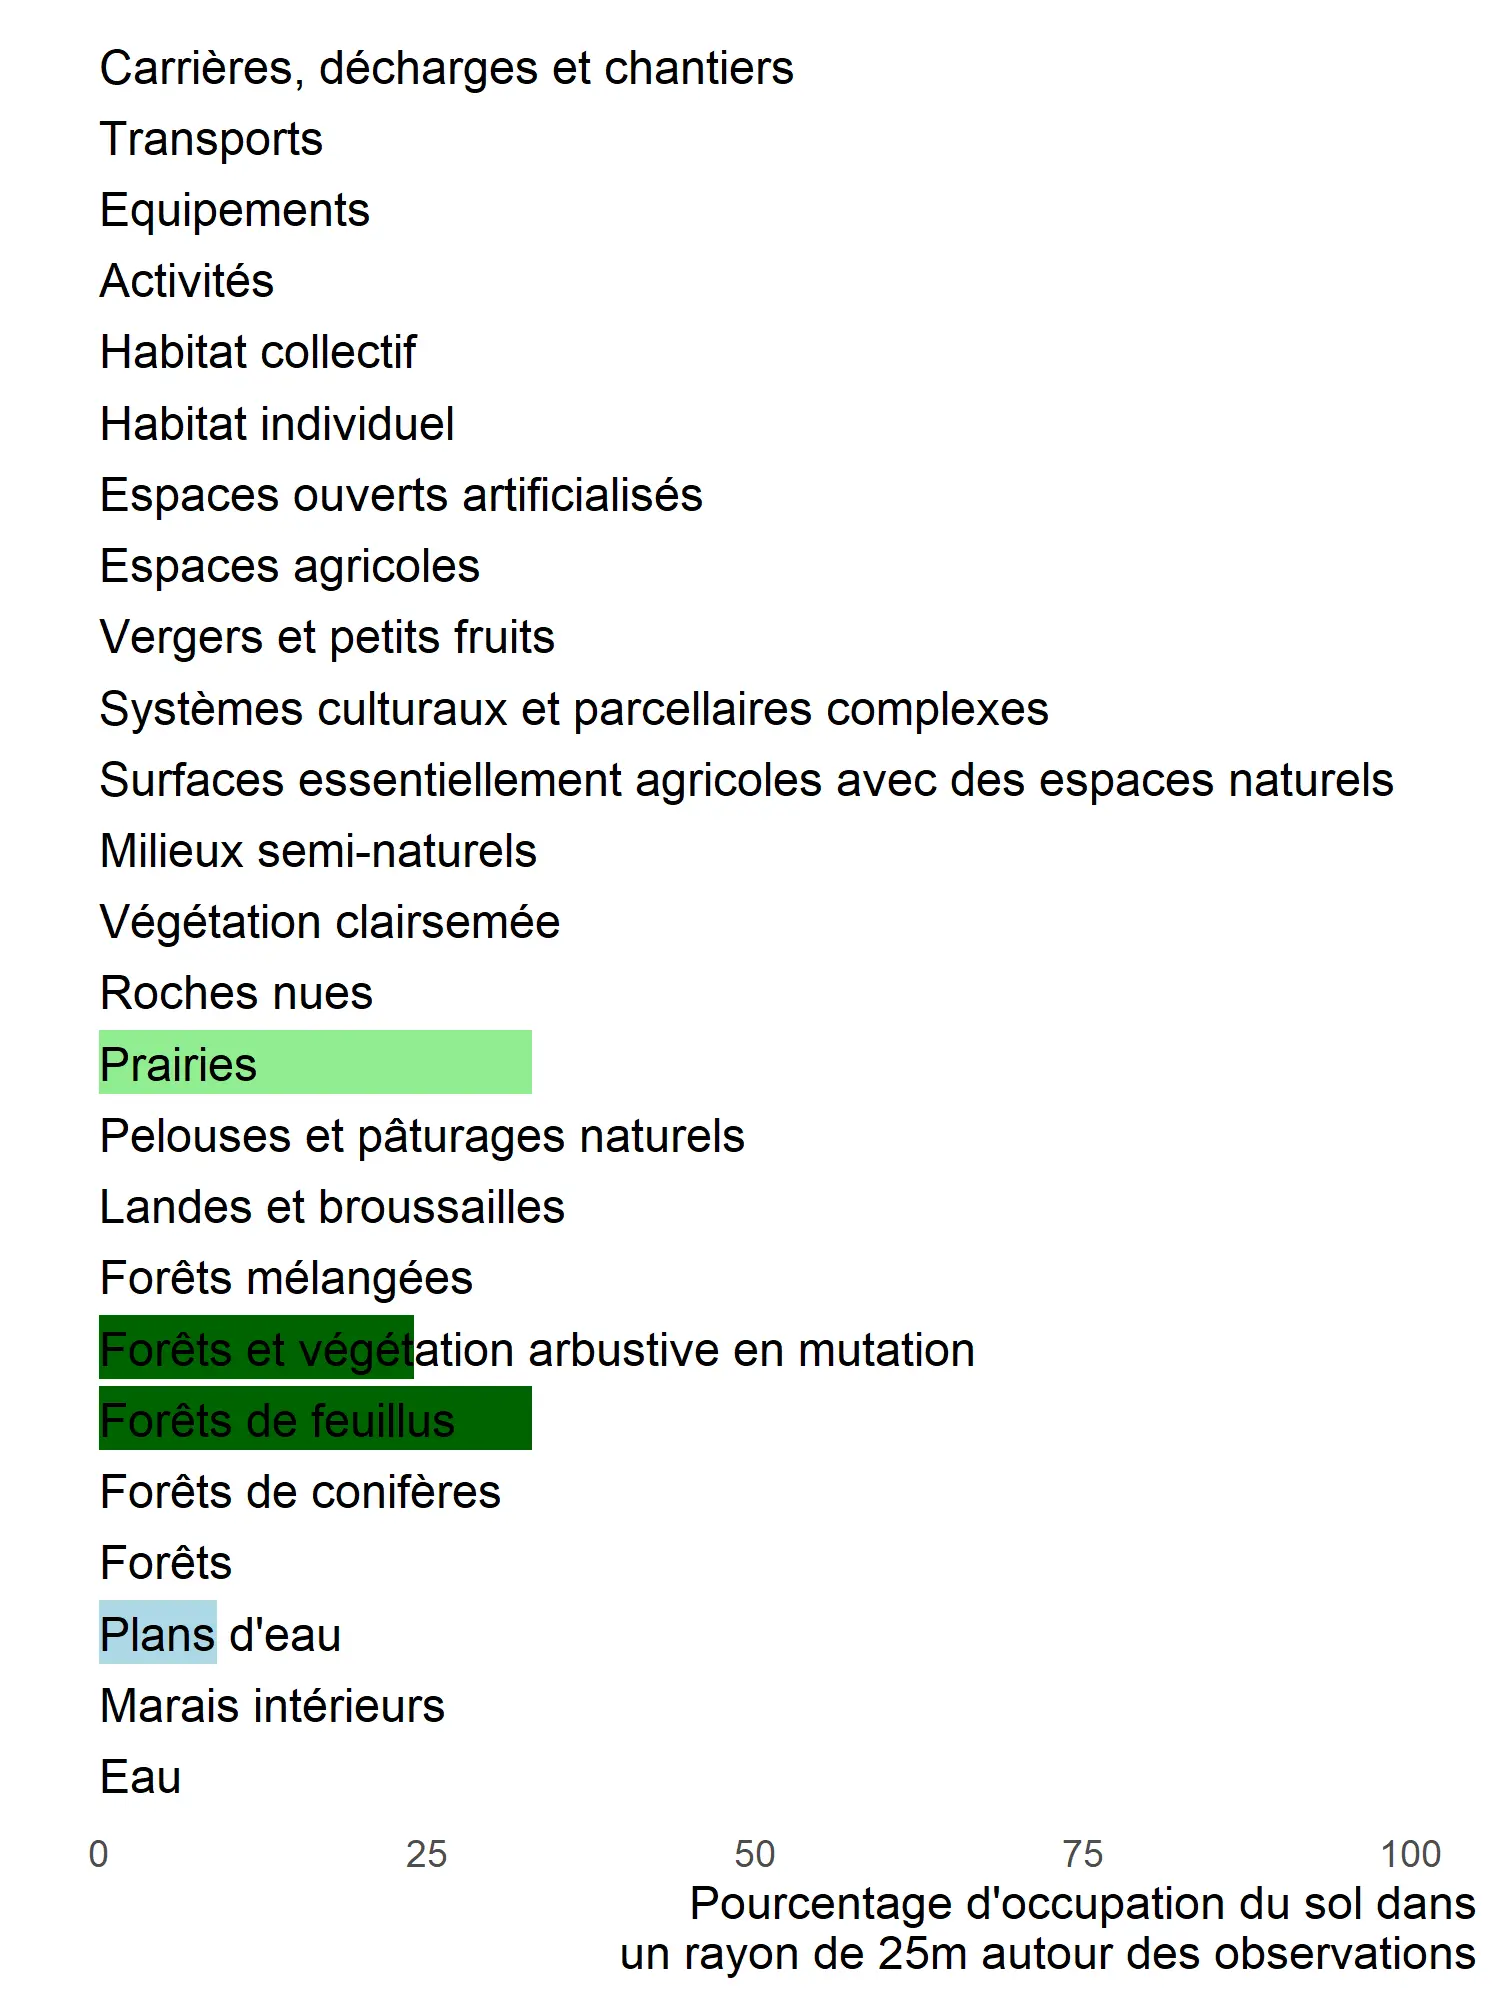 Carrières, décharges et chantiers
Transports
Equipements
Activités
Habitat collectif
Habitat individuel
Espaces ouverts artificialisés
Espaces agricoles
Vergers et petits fruits
Systèmes culturaux et parcellaires complexes
Surfaces essentiellement agricoles avec des espaces naturels
Milieux semi-naturels
Végétation clairsemée
Roches nues
Prairies
Pelouses et pâturages naturels
Landes et broussailles
Forêts mélangées
Forêts et végétation arbustive en mutation
Forêts de feuillus
Forêts de conifères
Forêts
Plans d'eau
Marais intérieurs
Eau
0 25 50 75 100
Pourcentage d'occupation du sol dans
un rayon de 25m autour des observations